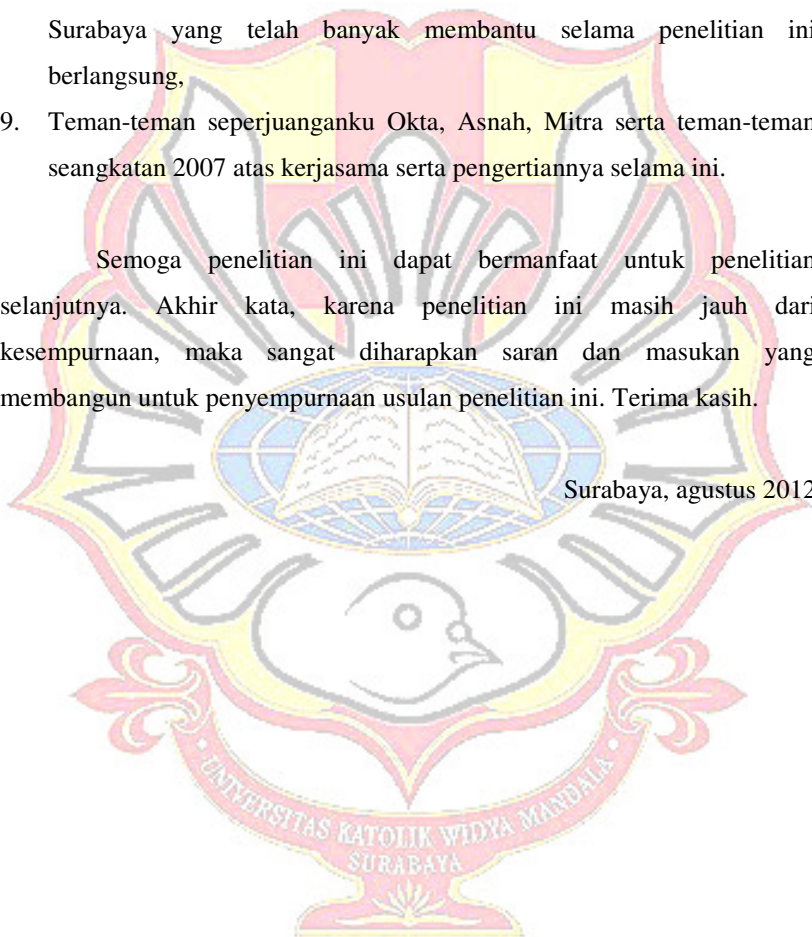 Surabaya yang telah banyak membantu selama penelitian ini
berlangsung,
9. Teman-teman seperjuanganku Okta, Asnah, Mitra serta teman-teman
seangkatan 2007 atas kerjasama serta pengertiannya selama ini.
Semoga penelitian ini dapat bermanfaat untuk penelitian
selanjutnya. Akhir kata, karena penelitian ini masih jauh dari
kesempurnaan, maka sangat diharapkan saran dan masukan yang
membangun untuk penyempurnaan usulan penelitian ini. Terima kasih.
Surabaya, agustus 2012
UNIVERSITAS KATOLIK WIDYA MANDALA
SURABAYA